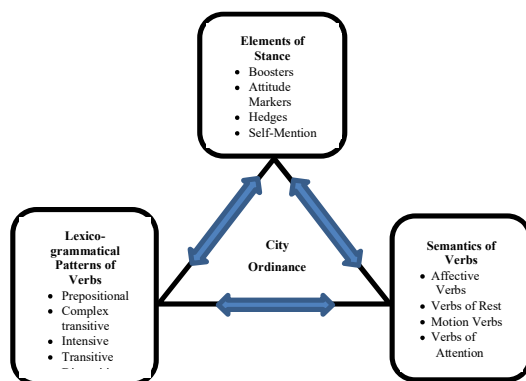 Elements of
Stance
• Boosters
• Attitude
Markers
• Hedges
• Self-Mention
City
Ordinance
Lexico-
grammatical
Patterns of
Verbs
• Prepositional
• Complex
transitive
• Intensive
• Transitive
Semantics of
Verbs
• Affective
Verbs
• Verbs of Rest
• Motion Verbs
• Verbs of
Attention